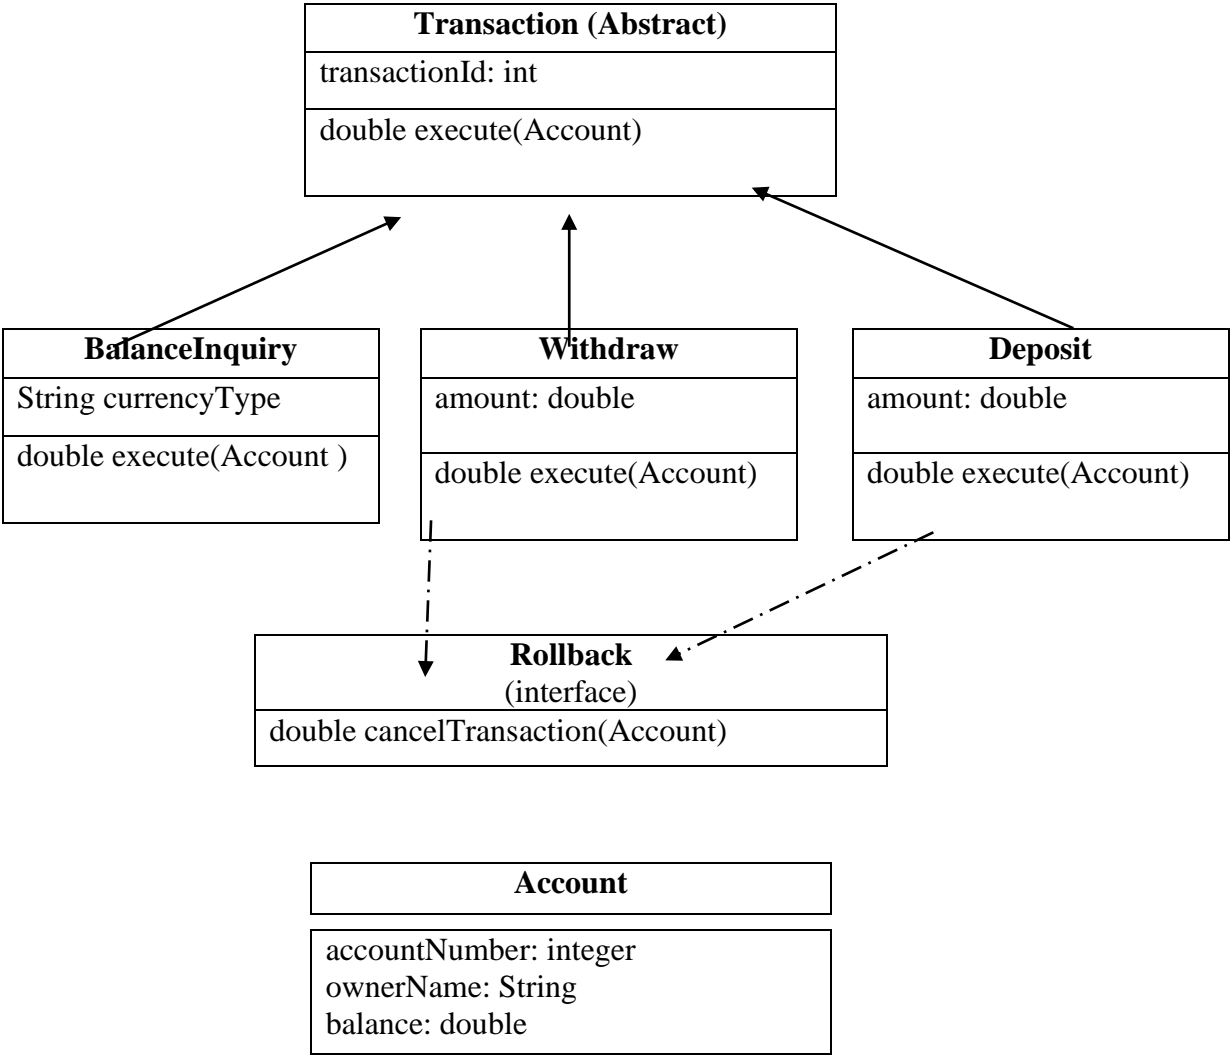 Transaction (Abstract)
transactionId: int
double execute(Account)
BalanceInquiry
String currencyType
double execute(Account )
Withdraw
amount: double
double execute(Account)
Deposit
amount: double
double execute(Account)
Rollback
(interface)
double cancelTransaction(Account)
Account
accountNumber: integer
ownerName: String
balance: double